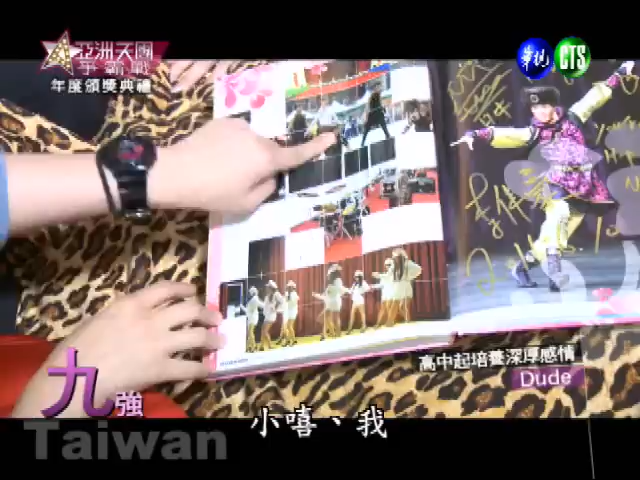 亞洲天團
爭霸戰
年度頒獎典禮
華視 CTS
高中起培養深厚感情
Dude
九強
小嘻、我
Taiwan